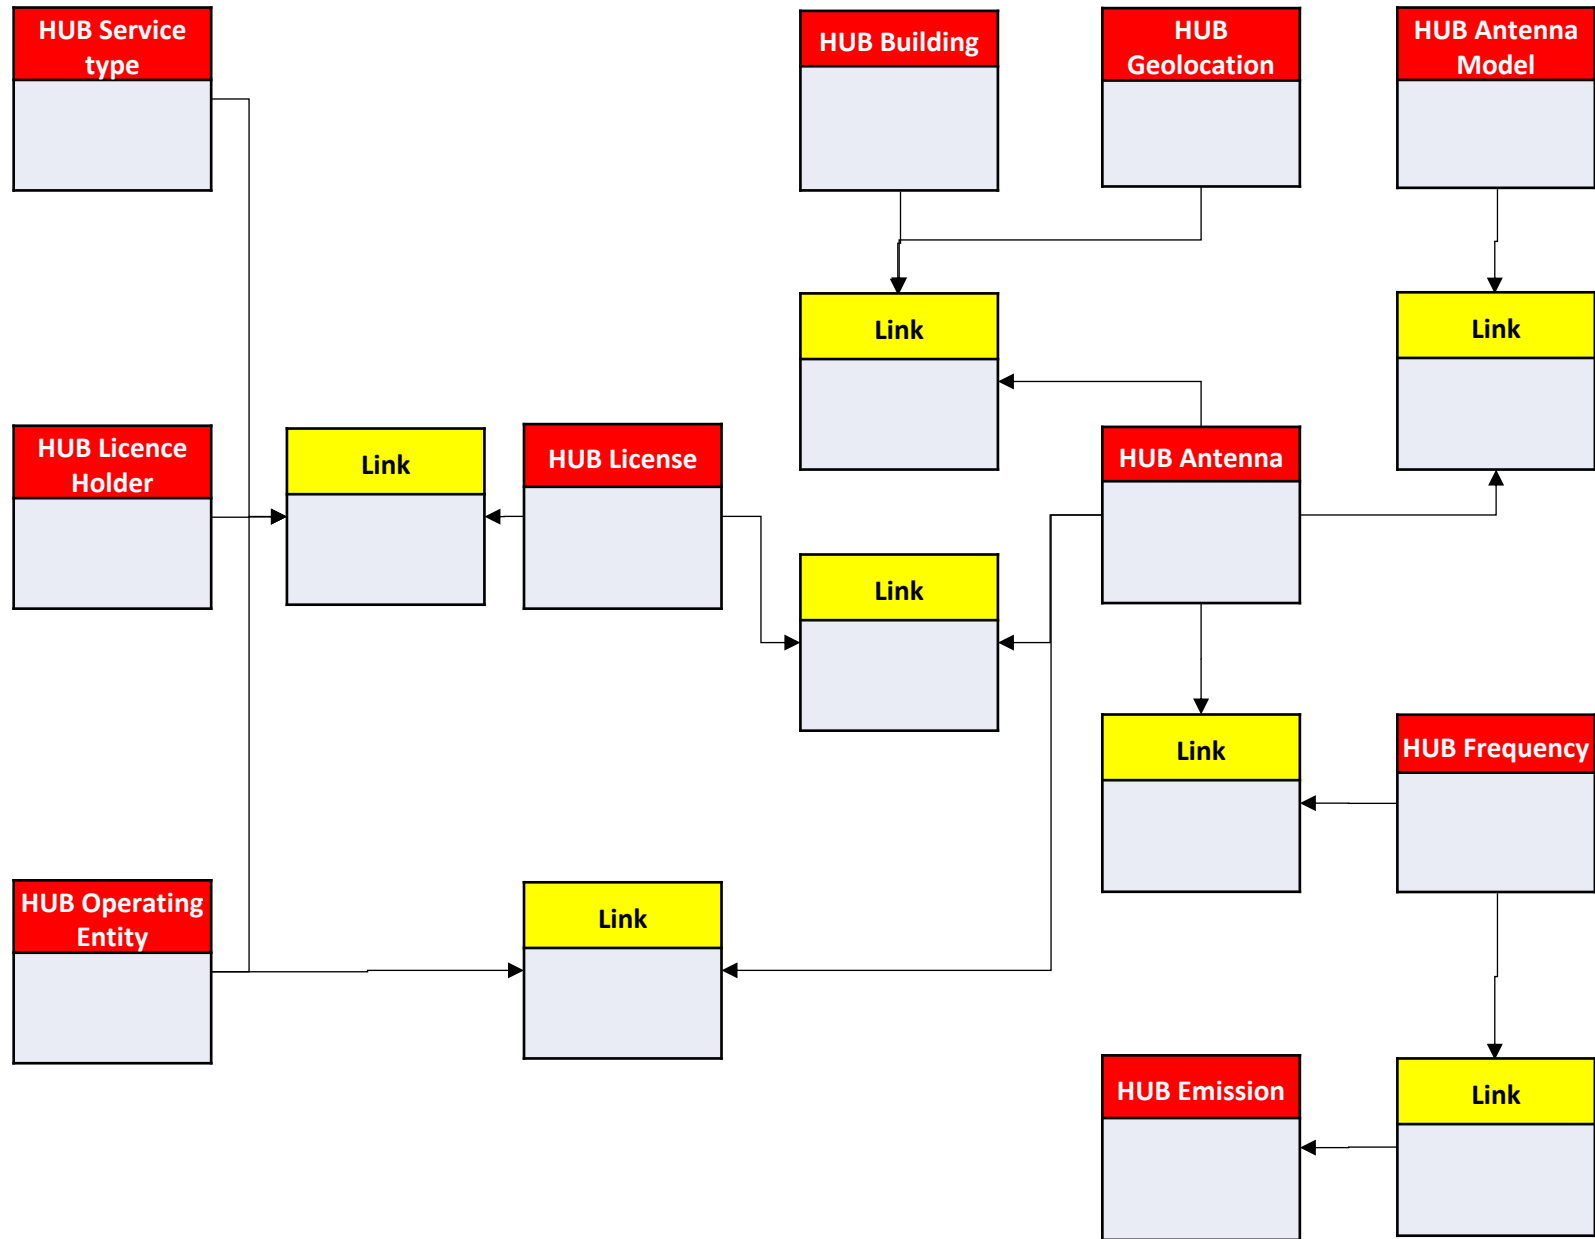 HUB Service
type
HUB Building
HUB
Geolocation
HUB Antenna
Model
Link
Link
HUB Licence
Holder
Link
HUB License
HUB Antenna
Link
Link
HUB Frequency
HUB Operating
Entity
Link
HUB Emission
Link